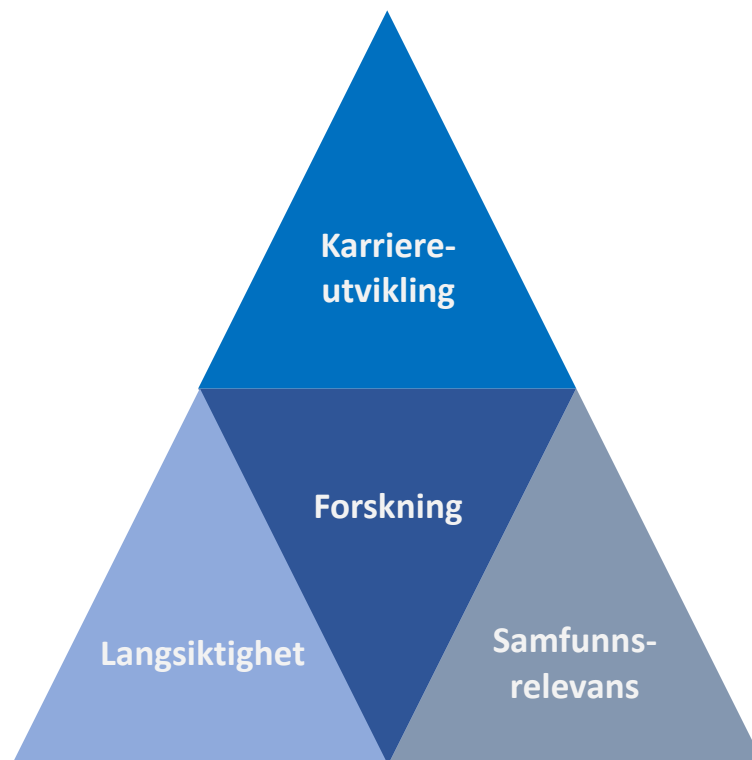 Karriere-
utvikling
Forskning
Langsiktighet
Samfunns-
relevans